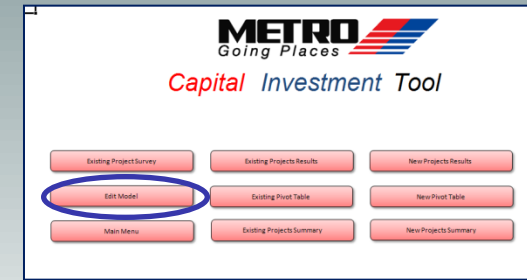 METRO
Going Places
Capital Investment Tool
Existing Project Survey
Existing Projects Results
New Projects Results
Edit Model
Existing Pivot Table
New Pivot Table
Main Menu
Existing Projects Summary
New Projects Summary